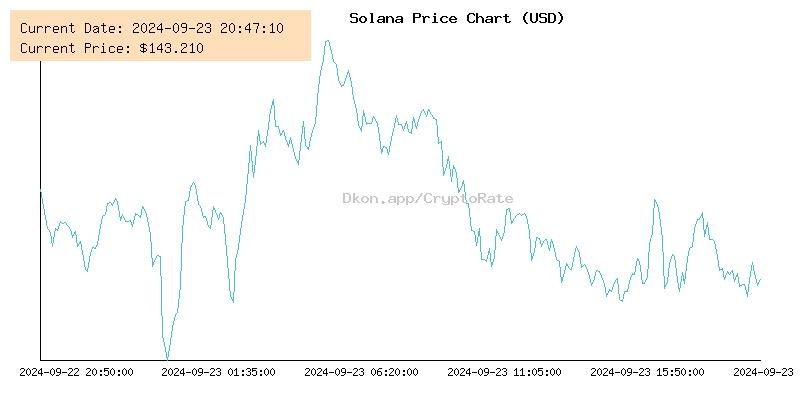 Solana Price Chart (USD)
Current Date: 2024-09-23 20:47:10
Current Price: $143.210
Dkon.app/CryptoRate
2024-09-22 20:50:00 2024-09-23 01:35:00 2024-09-23 06:20:00 2024-09-23 11:05:00 2024-09-23 15:50:00 2024-09-23